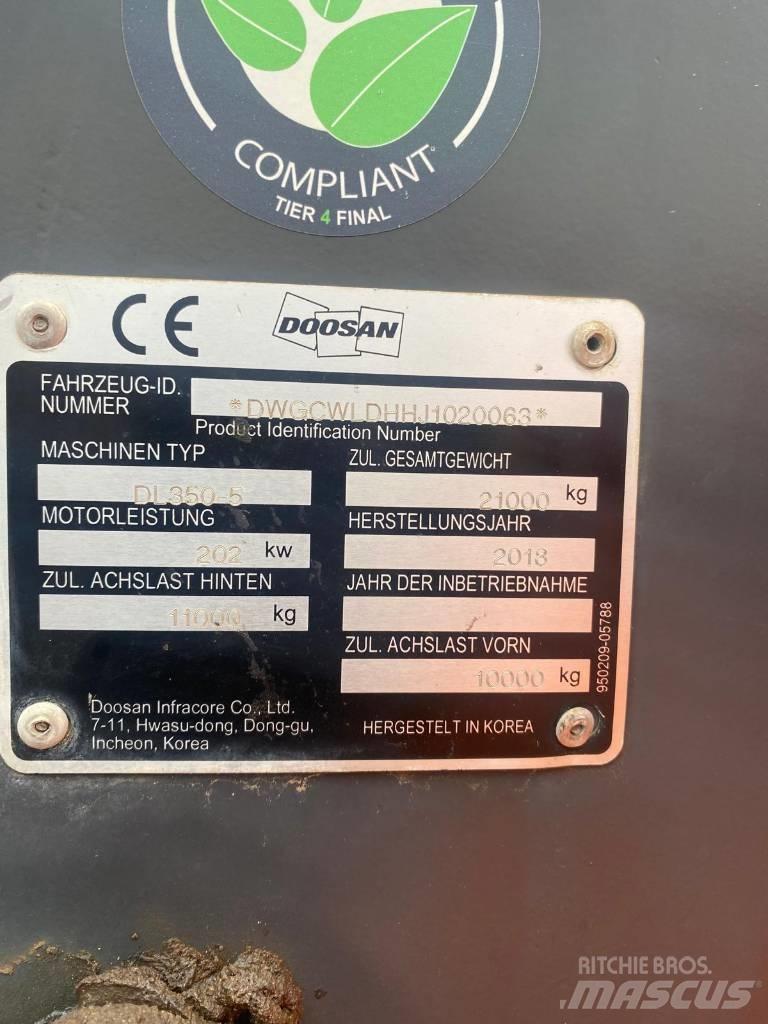 COMPLIANT
TIER 4 FINAL
CE DOOSAN
FAHRZEUG-ID. NUMMER *DWGCWLDHHJ1020063*
Product Identification Number
MASCHINEN TYP
DL350-5
ZUL. GESAMTGEWICHT
21000 kg
MOTORLEISTUNG
202 kw
HERSTELLUNGSJAHR
2018
ZUL. ACHSLAST HINTEN
11000 kg
JAHR DER INBETRIEBNAHME
ZUL. ACHSLAST VORN
10000 kg
950209-05788
Doosan Infracore Co., Ltd.
7-11, Hwasu-dong, Dong-gu,
Incheon, Korea
HERGESTELT IN KOREA
RITCHIE BROS.
MASCUS